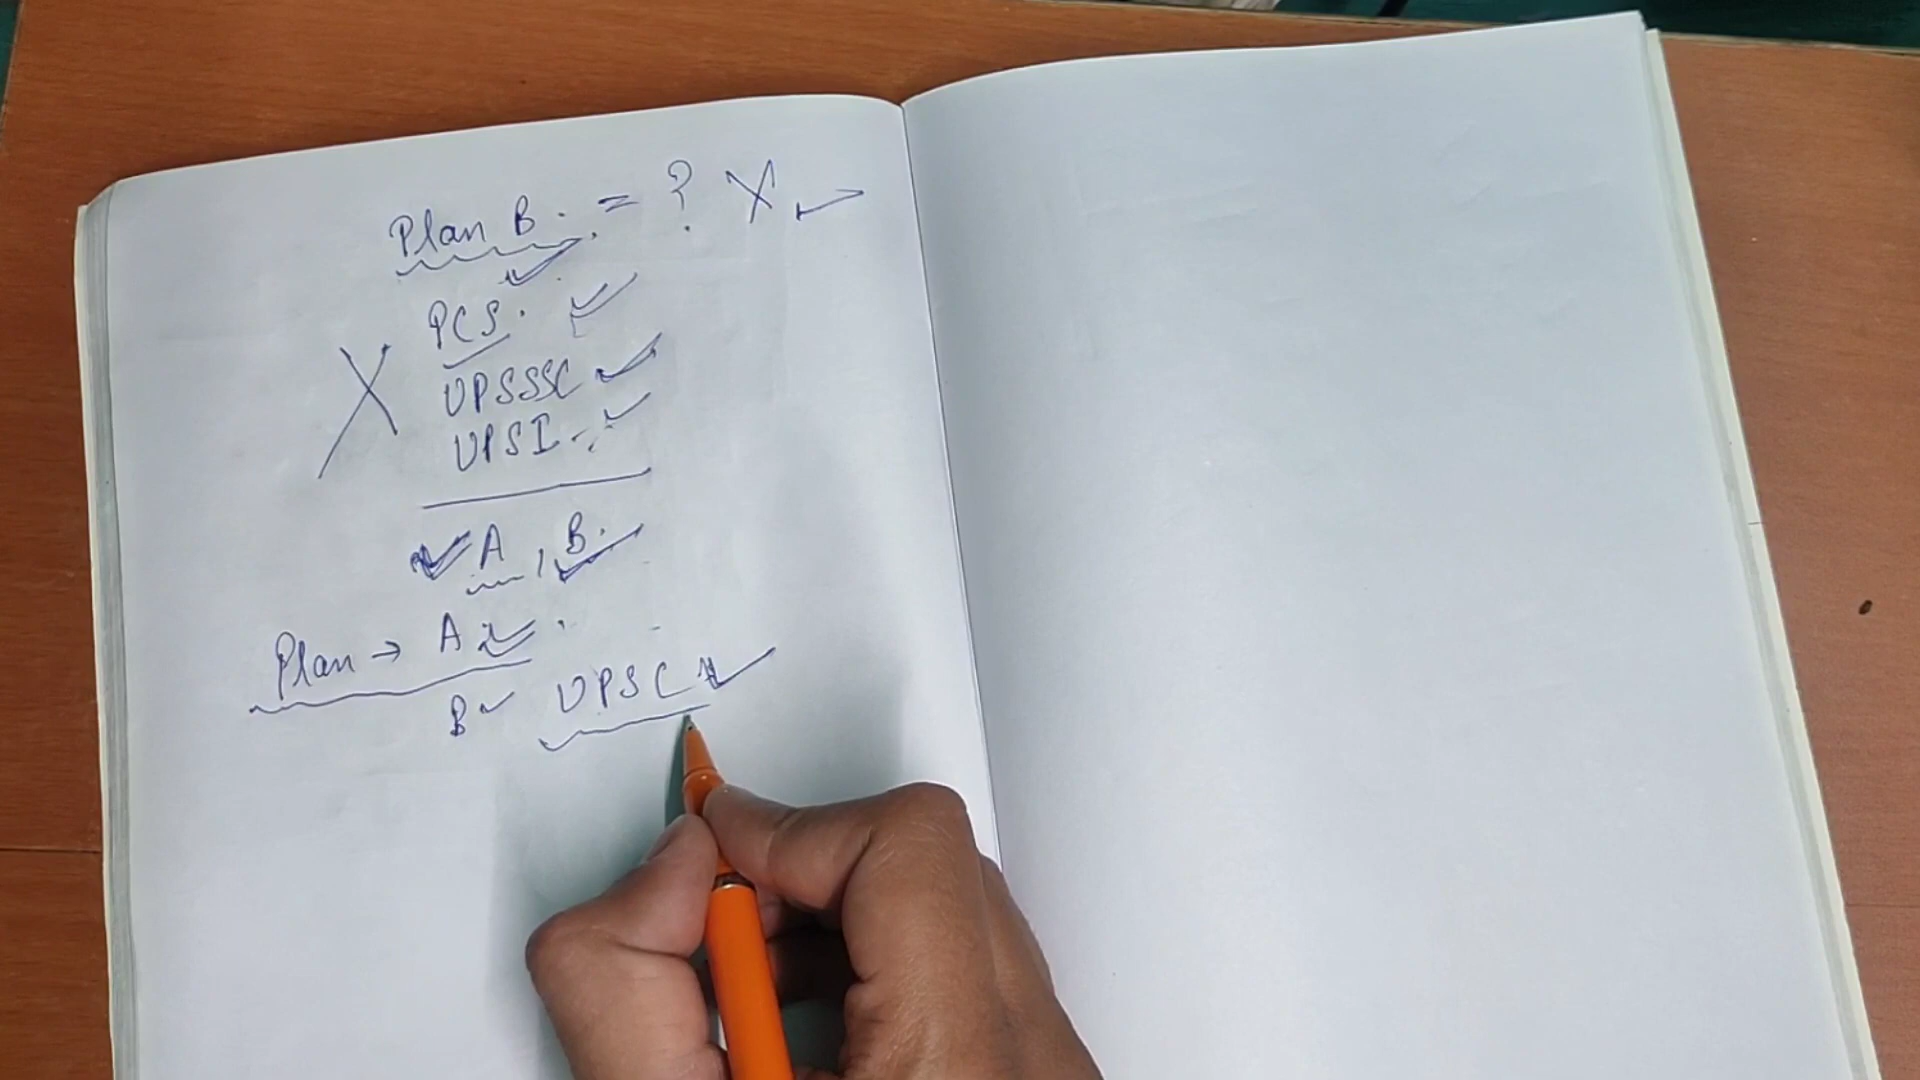 Plan B. = ? X
PCS.
X
UPSSSC
UPSI
A, B.
Plan → A
B UPSC